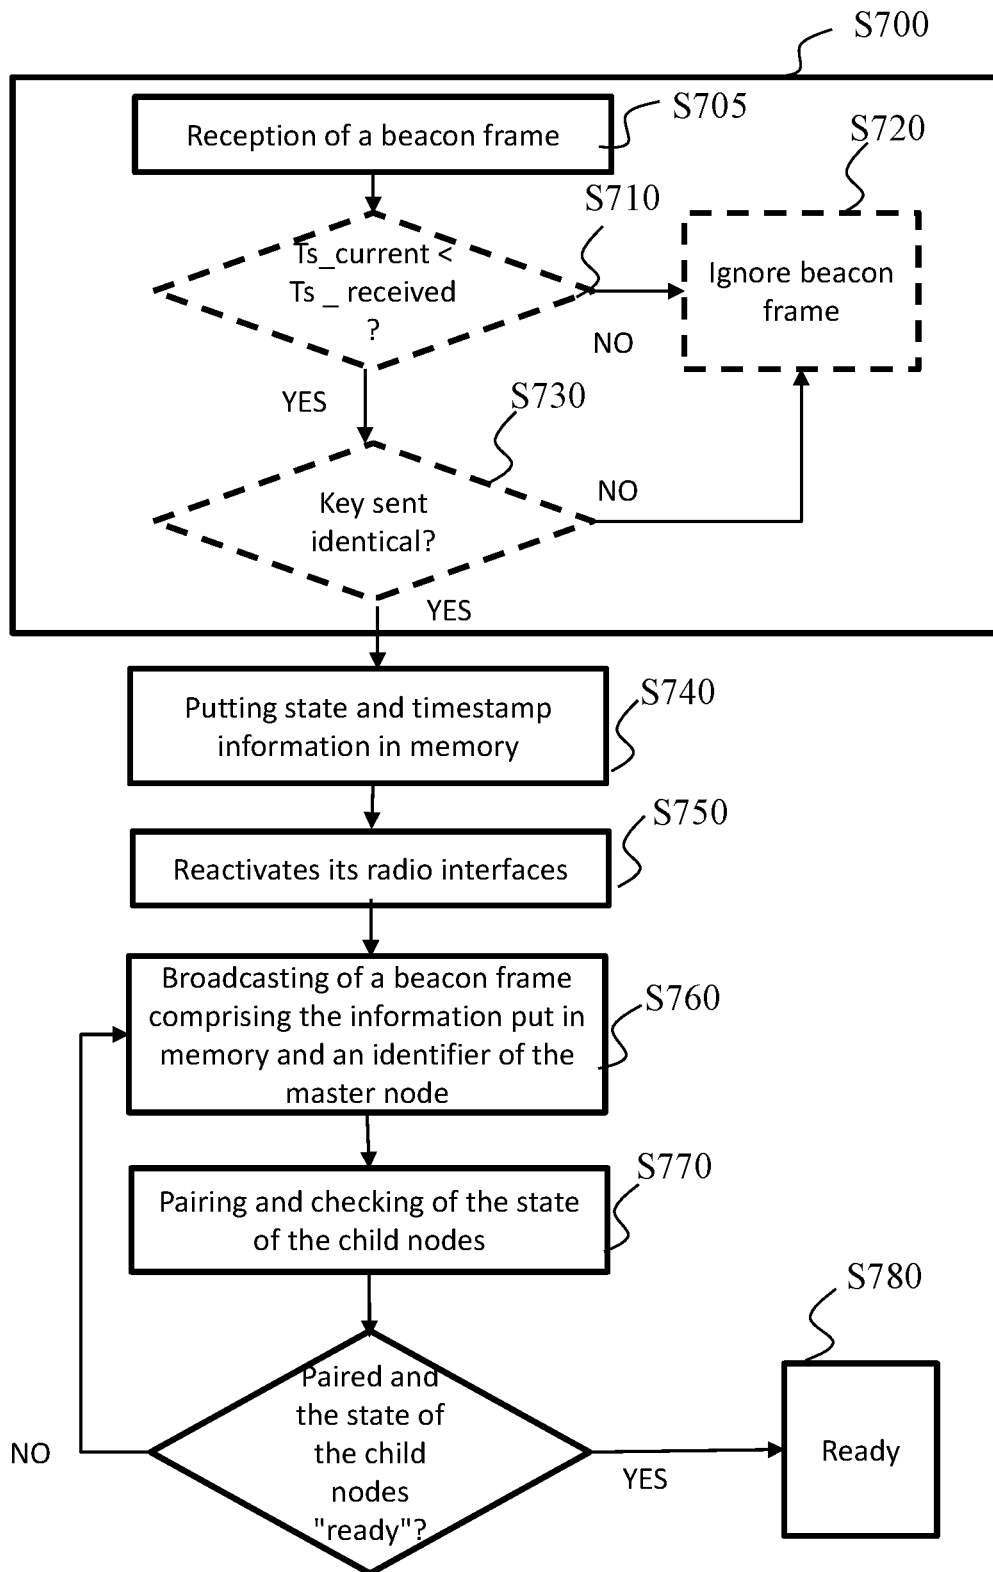 S700
Reception of a beacon frame
S705
S720
S710
Ts_current <
Ts _ received
?
Ignore beacon
frame
NO
YES
S730
Key sent
identical?
NO
YES
Putting state and timestamp
information in memory
S740
S750
Reactivates its radio interfaces
Broadcasting of a beacon frame
comprising the information put in
memory and an identifier of the
master node
S760
S770
Pairing and checking of the state
of the child nodes
S780
Paired and
the state of
the child
nodes
"ready"?
NO
YES
Ready